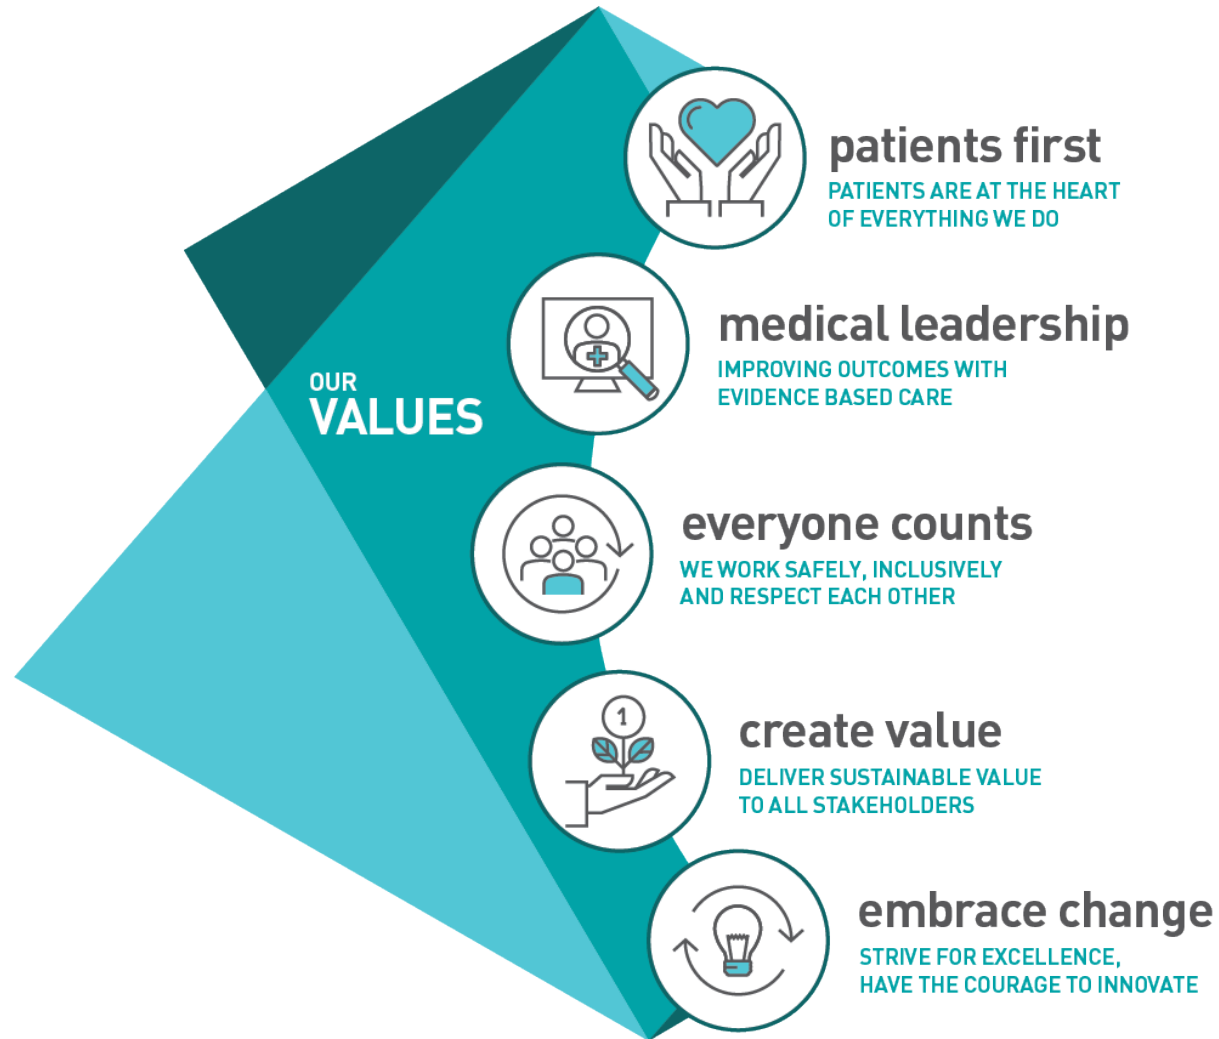 OUR
VALUES
patients first
PATIENTS ARE AT THE HEART
OF EVERYTHING WE DO
medical leadership
IMPROVING OUTCOMES WITH
EVIDENCE BASED CARE
everyone counts
WE WORK SAFELY, INCLUSIVELY
AND RESPECT EACH OTHER
1
create value
DELIVER SUSTAINABLE VALUE
TO ALL STAKEHOLDERS
embrace change
STRIVE FOR EXCELLENCE,
HAVE THE COURAGE TO INNOVATE